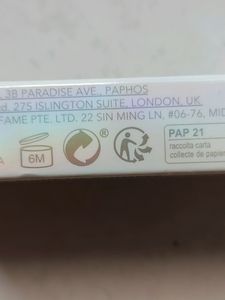 3B PARADISE AVE., PAPHOS
d. 275 ISLINGTON SUITE, LONDON, UK
FAME PTE. LTD. 22 SIN MING LN, #06-76, MID
PAP 21
raccolta carta
collecte de papier
6M
A